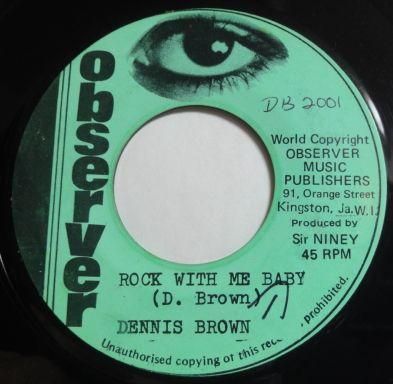 observer
DB 2001
World Copyright
OBSERVER
MUSIC
PUBLISHERS
91, Orange Street
Kingston, Ja.W.I.
Produced by
Sir NINEY
45 RPM
ROCK WITH ME BABY
(D. Brown)
DENNIS BROWN
Unauthorised copying of this rec prohibited.